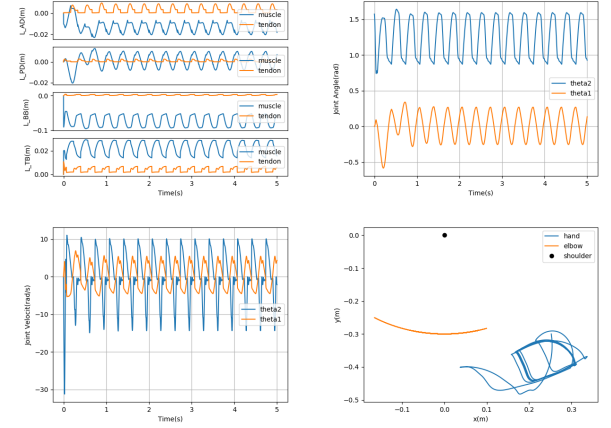 L_AD(m)
0.00
−0.02
muscle
tendon
L_PD(m)
0.00
−0.02
muscle
tendon
L_BB(m)
0.0
−0.1
muscle
tendon
L_TB(m)
0.02
0.00
muscle
tendon
0 1 2 3 4 5
Time(s)
Joint Angle(rad)
1.5
1.0
0.5
0.0
−0.5
theta2
theta1
0 1 2 3 4 5
Time(s)
Joint Velocit(rad/s)
10
0
−10
−20
−30
theta2
theta1
0 1 2 3 4 5
Time(s)
y(m)
0.0
−0.1
−0.2
−0.3
−0.4
−0.5
hand
elbow
shoulder
−0.1 0.0 0.1 0.2 0.3
x(m)